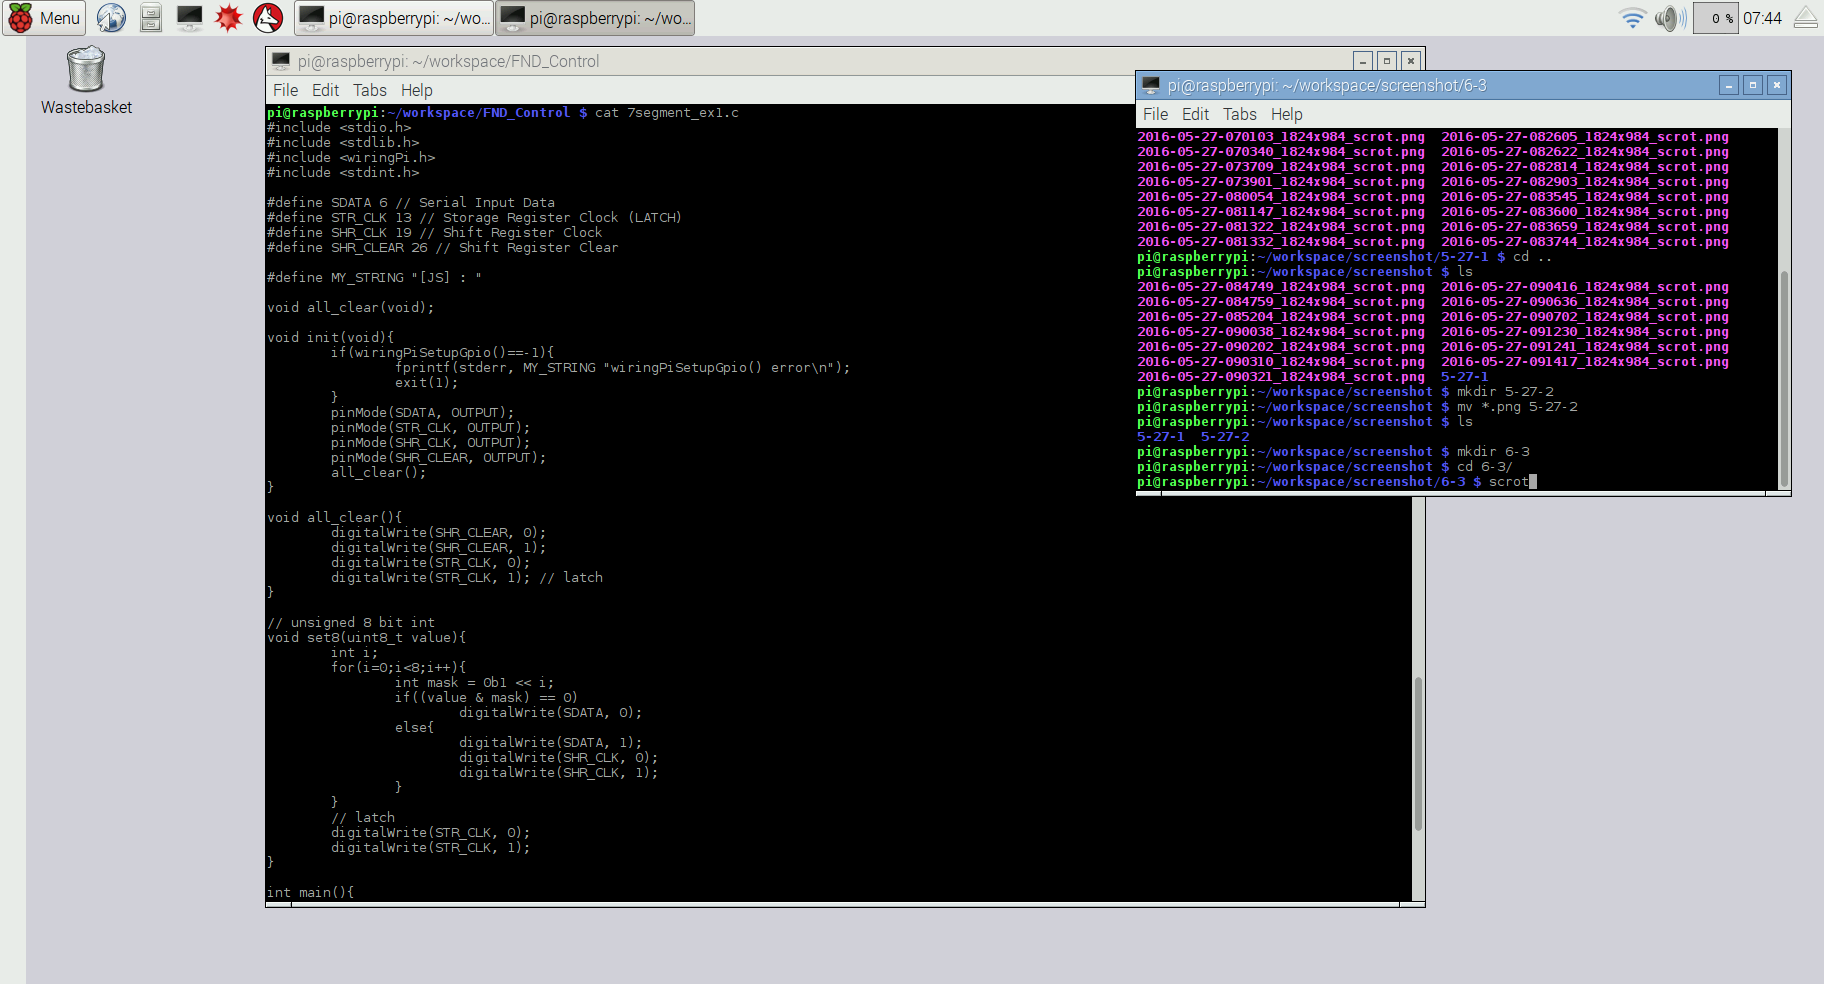 Menu
pi@raspberrypi: ~/wo...
pi@raspberrypi: ~/wo...
0 %
07:44
Wastebasket
pi@raspberrypi: ~/workspace/FND_Control
File Edit Tabs Help
pi@raspberrypi:~/workspace/FND_Control $ cat 7segment_ex1.c
#include <stdio.h>
#include <stdlib.h>
#include <wiringPi.h>
#include <stdint.h>
#define SDATA 6 // Serial Input Data
#define STR_CLK 13 // Storage Register Clock (LATCH)
#define SHR_CLK 19 // Shift Register Clock
#define SHR_CLEAR 26 // Shift Register Clear
#define MY_STRING "[JS] : "
void all_clear(void);
void init(void){
if(wiringPiSetupGpio()==-1){
fprintf(stderr, MY_STRING "wiringPiSetupGpio() error\n");
exit(1);
}
pinMode(SDATA, OUTPUT);
pinMode(STR_CLK, OUTPUT);
pinMode(SHR_CLK, OUTPUT);
pinMode(SHR_CLEAR, OUTPUT);
all_clear();
}
void all_clear(){
digitalWrite(SHR_CLEAR, 0);
digitalWrite(SHR_CLEAR, 1);
digitalWrite(STR_CLK, 0);
digitalWrite(STR_CLK, 1); // latch
}
// unsigned 8 bit int
void set8(uint8_t value){
int i;
for(i=0;i<8;i++){
int mask = 0b1 << i;
if((value & mask) == 0)
digitalWrite(SDATA, 0);
else{
digitalWrite(SDATA, 1);
digitalWrite(SHR_CLK, 0);
digitalWrite(SHR_CLK, 1);
}
}
// latch
digitalWrite(STR_CLK, 0);
digitalWrite(STR_CLK, 1);
}
int main(){
pi@raspberrypi: ~/workspace/screenshot/6-3
File Edit Tabs Help
2016-05-27-070103_1824x984_scrot.png 2016-05-27-082605_1824x984_scrot.png
2016-05-27-070340_1824x984_scrot.png 2016-05-27-082622_1824x984_scrot.png
2016-05-27-073709_1824x984_scrot.png 2016-05-27-082814_1824x984_scrot.png
2016-05-27-073901_1824x984_scrot.png 2016-05-27-082903_1824x984_scrot.png
2016-05-27-080054_1824x984_scrot.png 2016-05-27-083545_1824x984_scrot.png
2016-05-27-081147_1824x984_scrot.png 2016-05-27-083600_1824x984_scrot.png
2016-05-27-081322_1824x984_scrot.png 2016-05-27-083659_1824x984_scrot.png
2016-05-27-081332_1824x984_scrot.png 2016-05-27-083744_1824x984_scrot.png
pi@raspberrypi:~/workspace/screenshot/5-27-1 $ cd ..
pi@raspberrypi:~/workspace/screenshot $ ls
2016-05-27-084749_1824x984_scrot.png 2016-05-27-090416_1824x984_scrot.png
2016-05-27-084759_1824x984_scrot.png 2016-05-27-090636_1824x984_scrot.png
2016-05-27-085204_1824x984_scrot.png 2016-05-27-090702_1824x984_scrot.png
2016-05-27-090038_1824x984_scrot.png 2016-05-27-091230_1824x984_scrot.png
2016-05-27-090202_1824x984_scrot.png 2016-05-27-091241_1824x984_scrot.png
2016-05-27-090310_1824x984_scrot.png 2016-05-27-091417_1824x984_scrot.png
2016-05-27-090321_1824x984_scrot.png 5-27-1
pi@raspberrypi:~/workspace/screenshot $ mkdir 5-27-2
pi@raspberrypi:~/workspace/screenshot $ mv *.png 5-27-2
pi@raspberrypi:~/workspace/screenshot $ ls
5-27-1 5-27-2
pi@raspberrypi:~/workspace/screenshot $ mkdir 6-3
pi@raspberrypi:~/workspace/screenshot $ cd 6-3/
pi@raspberrypi:~/workspace/screenshot/6-3 $ scrot